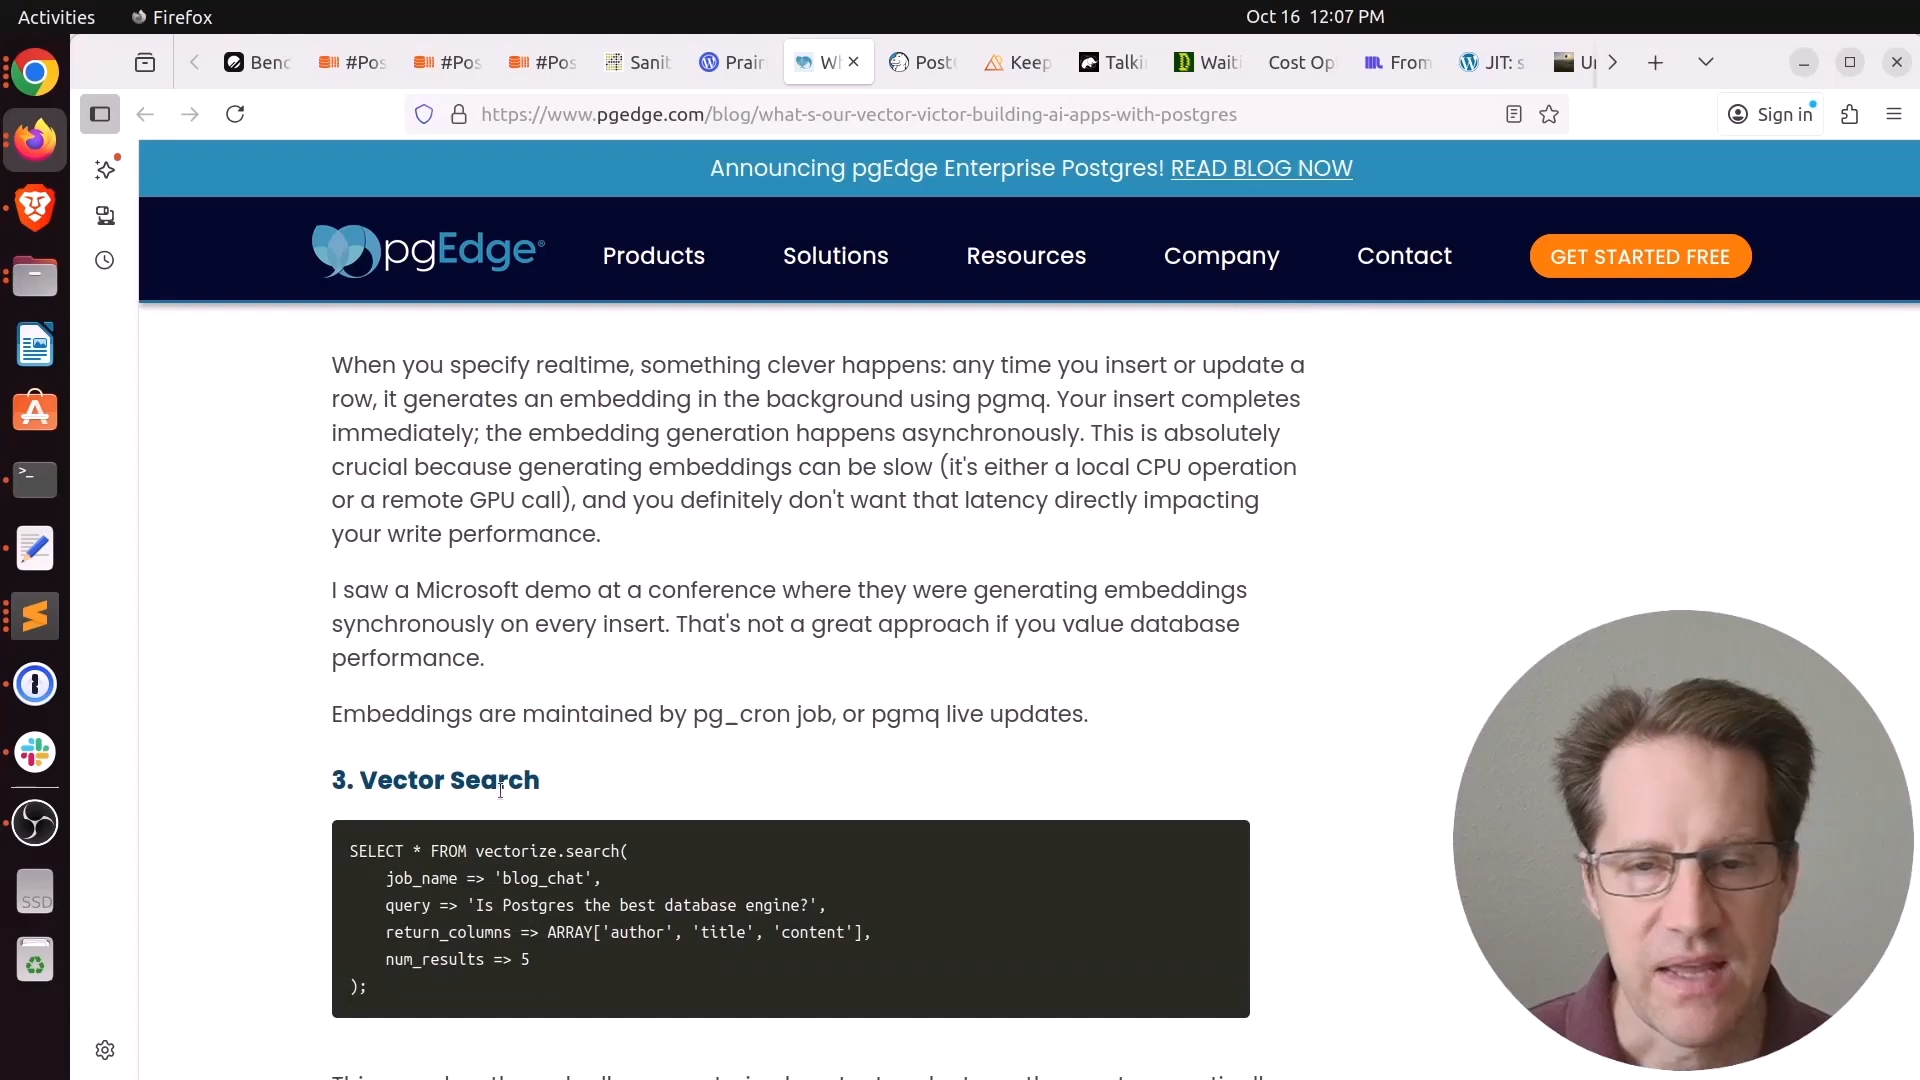 Activities
Firefox
Oct 16 12:07 PM
Benc
#Pos
#Pos
#Pos
Sanit
Prair
Wh
Post
Keep
Talki
Waiti
Cost Op
From
JIT: s
https://www.pgedge.com/blog/what-s-our-vector-victor-building-ai-apps-with-postgres
Sign in
Announcing pgEdge Enterprise Postgres! READ BLOG NOW
pgEdge®
Products
Solutions
Resources
Company
Contact
GET STARTED FREE
When you specify realtime, something clever happens: any time you insert or update a
row, it generates an embedding in the background using pgmq. Your insert completes
immediately; the embedding generation happens asynchronously. This is absolutely
crucial because generating embeddings can be slow (it's either a local CPU operation
or a remote GPU call), and you definitely don't want that latency directly impacting
your write performance.
I saw a Microsoft demo at a conference where they were generating embeddings
synchronously on every insert. That's not a great approach if you value database
performance.
Embeddings are maintained by pg_cron job, or pgmq live updates.
3. Vector Search
SELECT * FROM vectorize.search(
job_name => 'blog_chat',
query => 'Is Postgres the best database engine?',
return_columns => ARRAY['author', 'title', 'content'],
num_results => 5
);
SSD